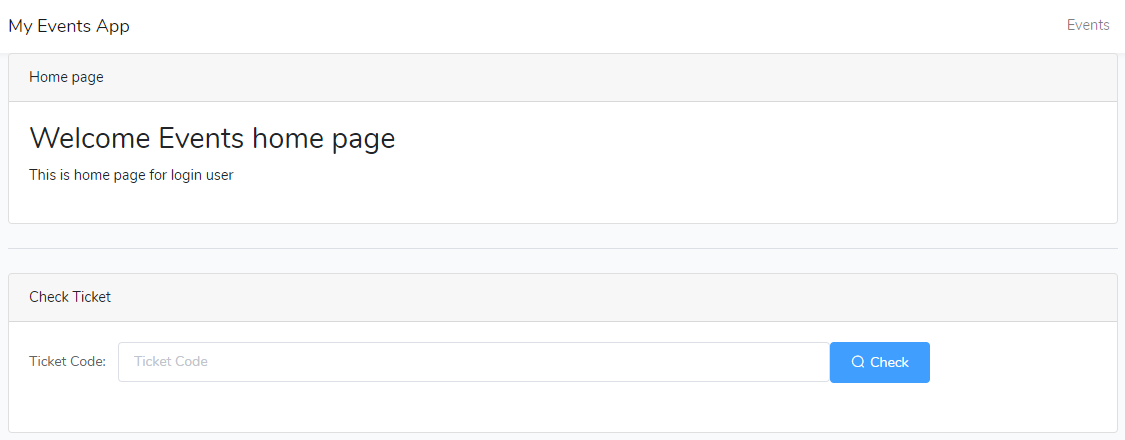 My Events App
Events
Home page
Welcome Events home page
This is home page for login user
Check Ticket
Ticket Code: Ticket Code Check